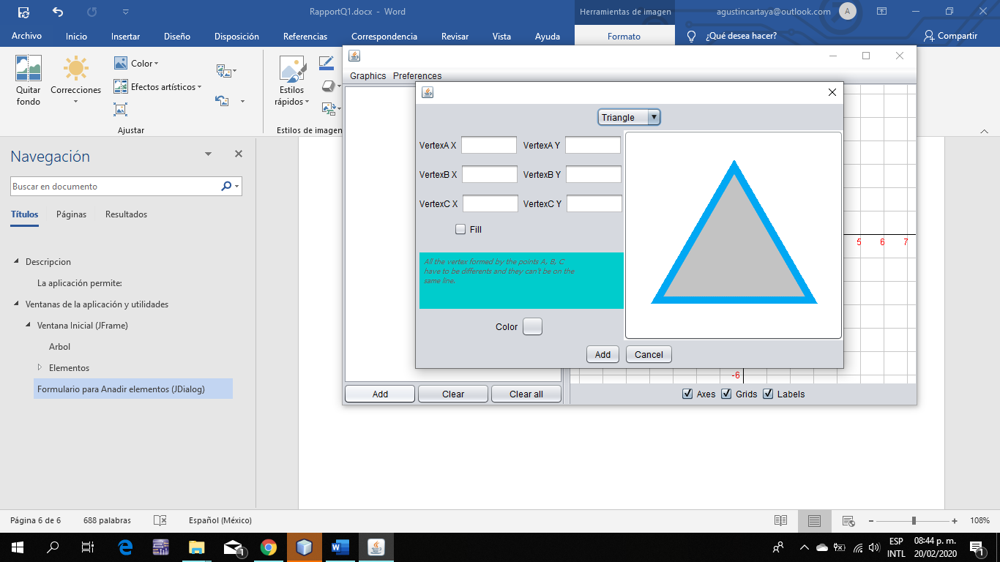 RapportQ1.docx - Word
Herramientas de imagen
agustincartaya@outlook.com
A
Archivo Inicio Insertar Diseño Disposición Referencias Correspondencia Revisar Vista Ayuda Formato ¿Qué desea hacer? Compartir
Quitar fondo
Correcciones
Color
Efectos artísticos
Ajustar
Estilos rápidos
Estilos de imagen
Navegación
Buscar en documento
Títulos Páginas Resultados
Descripcion
La aplicación permite:
Ventanas de la aplicación y utilidades
Ventana Inicial (JFrame)
Arbol
Elementos
Formulario para Anadir elementos (JDialog)
Graphics Preferences
Triangle
VertexA X VertexA Y
VertexB X VertexB Y
VertexC X VertexC Y
Fill
All the vertex formed by the points A, B, C
have to be differents and they can't be on the
same line.
Color
Add Cancel
5 6 7
-6
Add Clear Clear all
Axes Grids Labels
Página 6 de 6 688 palabras Español (México) 108%
1
W
ESP
INTL
08:44 p. m.
20/02/2020
1